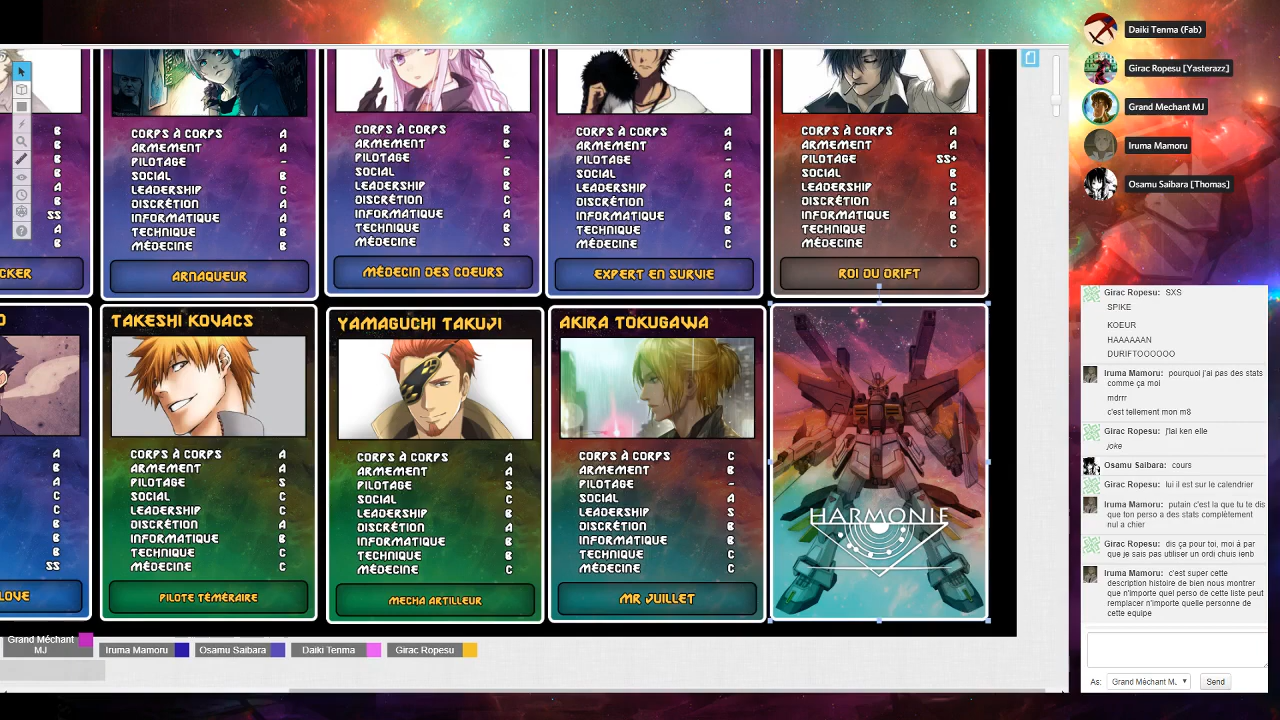 B
B
B
B
A
B
SS
A
B
CKER
CORPS À CORPS A
ARMEMENT A
PILOTAGE -
SOCIAL B
LEADERSHIP C
DISCRÉTION A
INFORMATIQUE A
TECHNIQUE B
MÉDECINE B
ARNAQUEUR
CORPS À CORPS B
ARMEMENT B
PILOTAGE -
SOCIAL B
LEADERSHIP B
DISCRÉTION C
INFORMATIQUE A
TECHNIQUE B
MÉDECINE S
MÉDECIN DES COEURS
CORPS À CORPS A
ARMEMENT A
PILOTAGE -
SOCIAL A
LEADERSHIP C
DISCRÉTION A
INFORMATIQUE B
TECHNIQUE B
MÉDECINE C
EXPERT EN SURVIE
CORPS À CORPS A
ARMEMENT A
PILOTAGE SS+
SOCIAL B
LEADERSHIP C
DISCRÉTION A
INFORMATIQUE B
TECHNIQUE C
MÉDECINE C
ROI DU DRIFT
O
A
B
A
C
C
B
B
B
SS
LOVE
TAKESHI KOVACS
CORPS À CORPS A
ARMEMENT A
PILOTAGE S
SOCIAL C
LEADERSHIP C
DISCRÉTION A
INFORMATIQUE B
TECHNIQUE C
MÉDECINE C
PILOTE TÉMÉRAIRE
YAMAGUCHI TAKUJI
CORPS À CORPS A
ARMEMENT A
PILOTAGE S
SOCIAL C
LEADERSHIP B
DISCRÉTION A
INFORMATIQUE B
TECHNIQUE B
MÉDECINE C
MECHA ARTILLEUR
AKIRA TOKUGAWA
CORPS À CORPS C
ARMEMENT B
PILOTAGE -
SOCIAL A
LEADERSHIP S
DISCRÉTION B
INFORMATIQUE B
TECHNIQUE C
MÉDECINE C
MR JUILLET
HARMONIE
Grand Méchant MJ
Iruma Mamoru
Osamu Saibara
Daiki Tenma
Girac Ropesu
Daiki Tenma (Fab)
Girac Ropesu [Yasterazz]
Grand Mechant MJ
Iruma Mamoru
Osamu Saibara [Thomas]
Girac Ropesu: SXS
SPIKE
KOEUR
HAAAAAAN
DURIFTOOOOOO
Iruma Mamoru: pourquoi j'ai pas des stats
comme ça moi
mdrrr
c'est tellement mon m8
Girac Ropesu: j'lai ken elle
joke
Osamu Saibara: cours
Girac Ropesu: lui il est sur le calendrier
Iruma Mamoru: putain c'est la que tu te dis
que ton perso a des stats complètement
nul a chier
Girac Ropesu: dis ça pour toi, moi à par
que je sais pas utiliser un ordi chuis ienb
Iruma Mamoru: c'est super cette
description histoire de bien nous montrer
que n'importe quel perso de cette liste peut
remplacer n'importe quelle personne de
cette equipe
As: Grand Méchant M. Send